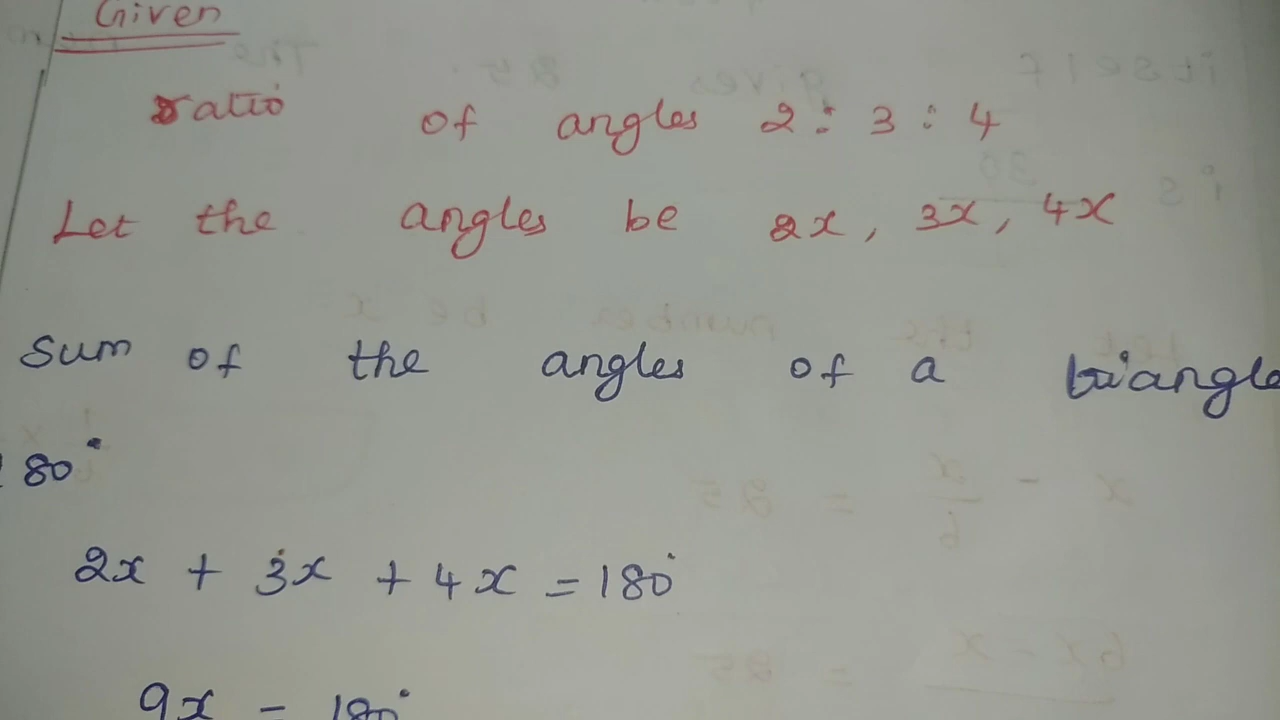 Given
ratio of angles 2 : 3 : 4
Let the angles be 2x, 3x, 4x
Sum of the angles of a triangle
180°
2x + 3x + 4x = 180°
9x = 180°